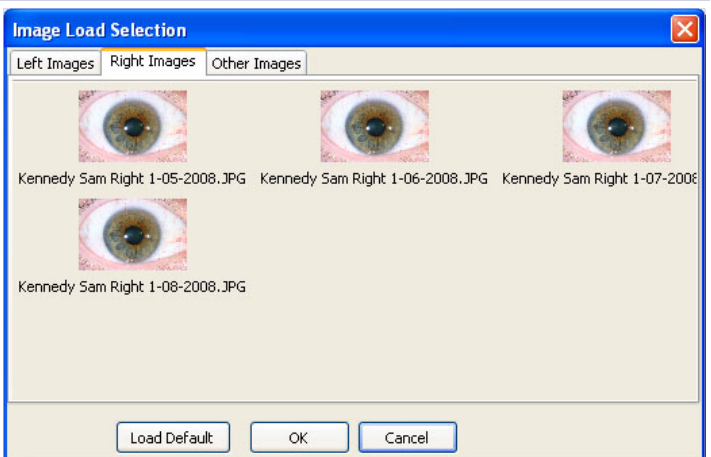 Image Load Selection
Left Images Right Images Other Images
Kennedy Sam Right 1-05-2008.JPG Kennedy Sam Right 1-06-2008.JPG Kennedy Sam Right 1-07-2008
Kennedy Sam Right 1-08-2008.JPG
Load Default OK Cancel